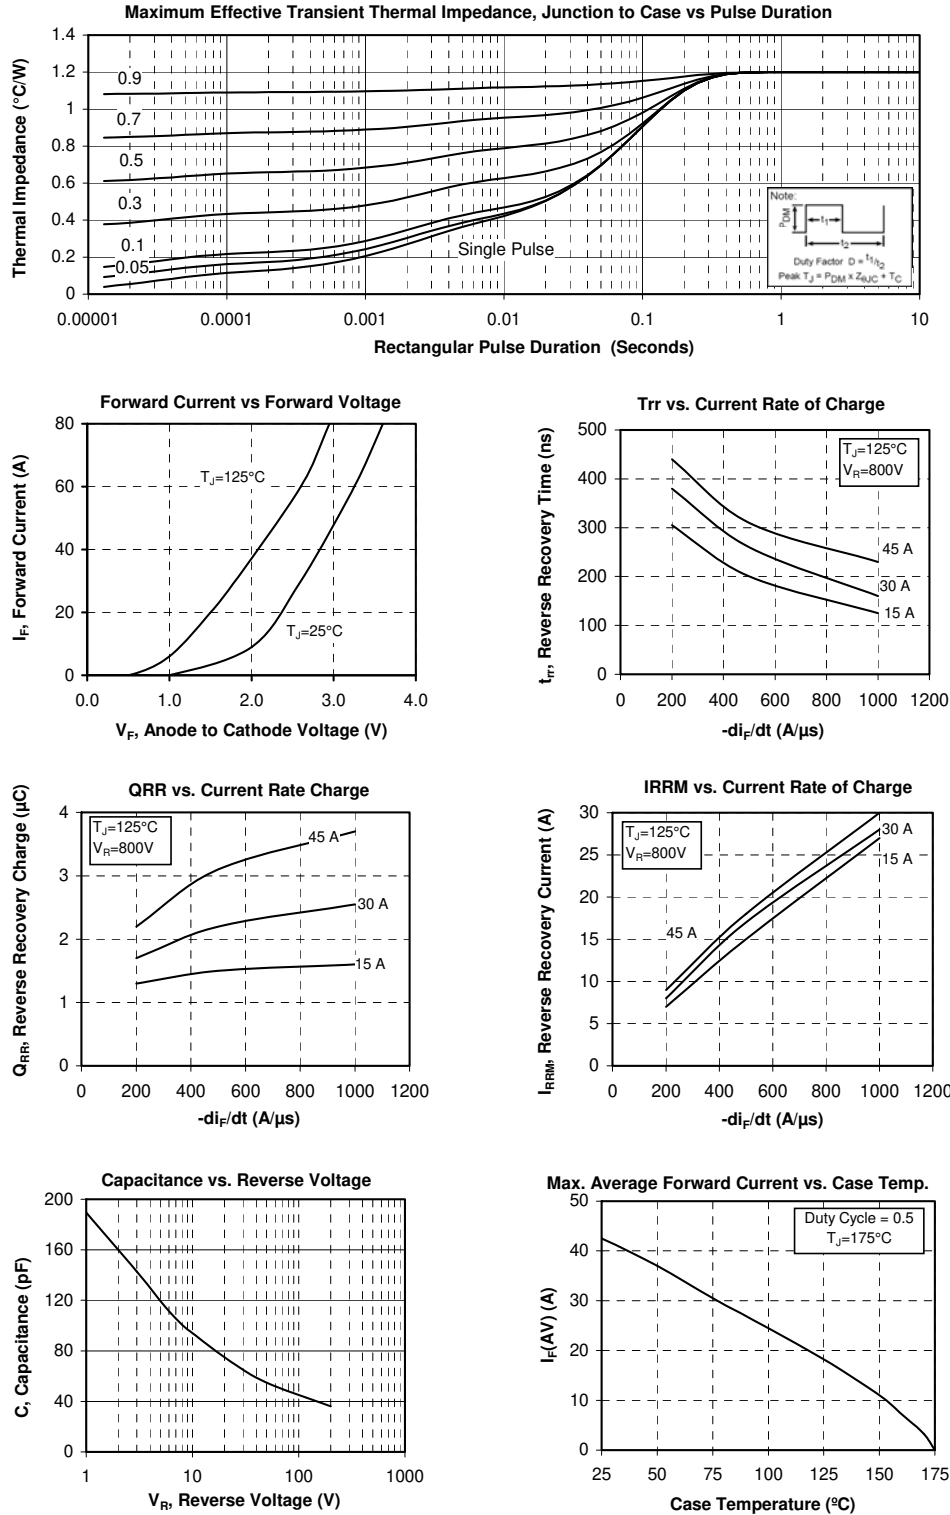 Maximum Effective Transient Thermal Impedance, Junction to Case vs Pulse Duration
Thermal Impedance (°C/W)
1.4
1.2
1
0.8
0.6
0.4
0.2
0
0.9
0.7
0.5
0.3
0.1
0.05
Single Pulse
Note:
PDM
t1
t2
Duty Factor D = t1/t2
Peak TJ = PDM x ZθJC + TC
0.00001 0.0001 0.001 0.01 0.1 1 10
Rectangular Pulse Duration (Seconds)
Forward Current vs Forward Voltage
IF, Forward Current (A)
80
60
40
20
0
TJ=125°C
TJ=25°C
0.0 1.0 2.0 3.0 4.0
VF, Anode to Cathode Voltage (V)
Trr vs. Current Rate of Charge
trr, Reverse Recovery Time (ns)
500
400
300
200
100
0
TJ=125°C
VR=800V
45 A
30 A
15 A
0 200 400 600 800 1000 1200
-diF/dt (A/µs)
QRR vs. Current Rate Charge
QRR, Reverse Recovery Charge (µC)
4
3
2
1
0
TJ=125°C
VR=800V
45 A
30 A
15 A
0 200 400 600 800 1000 1200
-diF/dt (A/µs)
IRRM vs. Current Rate of Charge
IRRM, Reverse Recovery Current (A)
30
25
20
15
10
5
0
TJ=125°C
VR=800V
30 A
15 A
45 A
0 200 400 600 800 1000 1200
-diF/dt (A/µs)
Capacitance vs. Reverse Voltage
C, Capacitance (pF)
200
160
120
80
40
0
1 10 100 1000
VR, Reverse Voltage (V)
Max. Average Forward Current vs. Case Temp.
IF(AV) (A)
50
40
30
20
10
0
Duty Cycle = 0.5
TJ=175°C
25 50 75 100 125 150 175
Case Temperature (ºC)